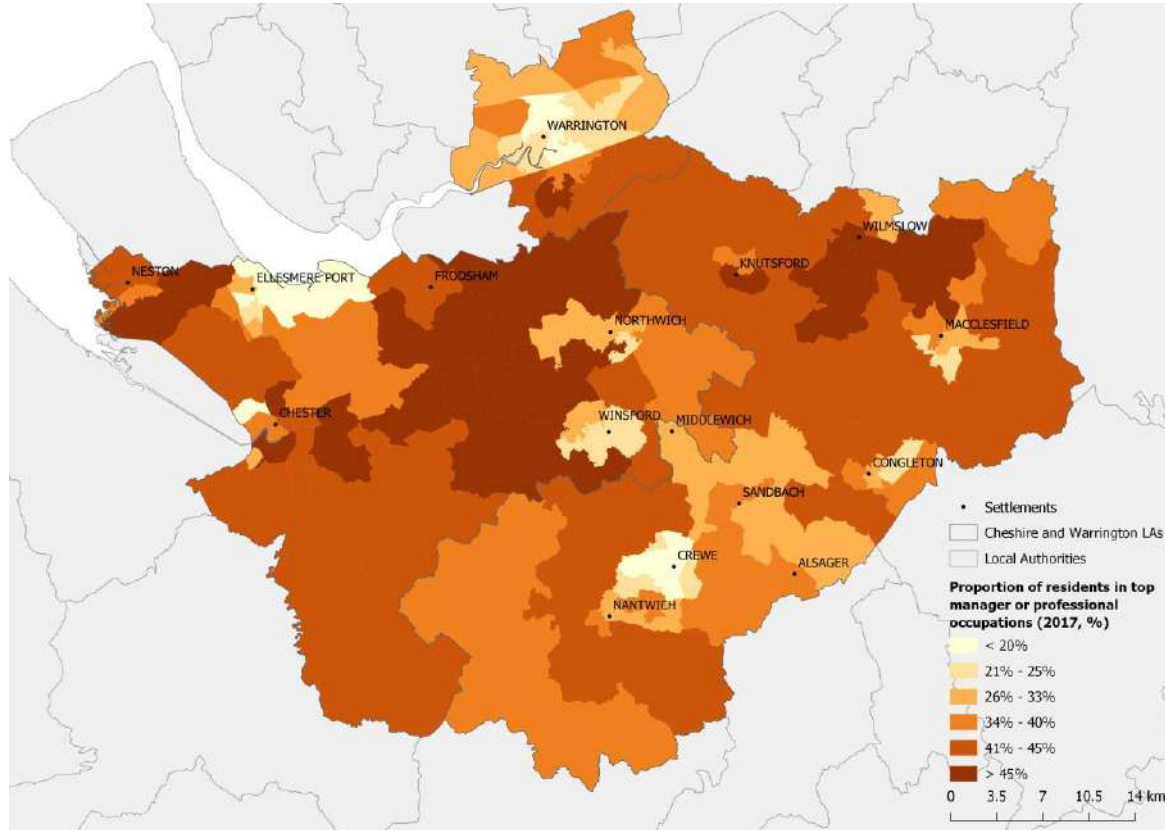 WARRINGTON
WILMSLOW
NESTON
ELLESMERE PORT
FRODSHAM
KNUTSFORD
NORTHWICH
MACCLESFIELD
CHESTER
WINSFORD
MIDDLEWICH
CONGLETON
SANDBACH
CREWE
ALSAGER
NANTWICH
Settlements
Cheshire and Warrington LAs
Local Authorities
Proportion of residents in top
manager or professional
occupations (2017, %)
< 20%
21% - 25%
26% - 33%
34% - 40%
41% - 45%
> 45%
0 3.5 7 10.5 14 km